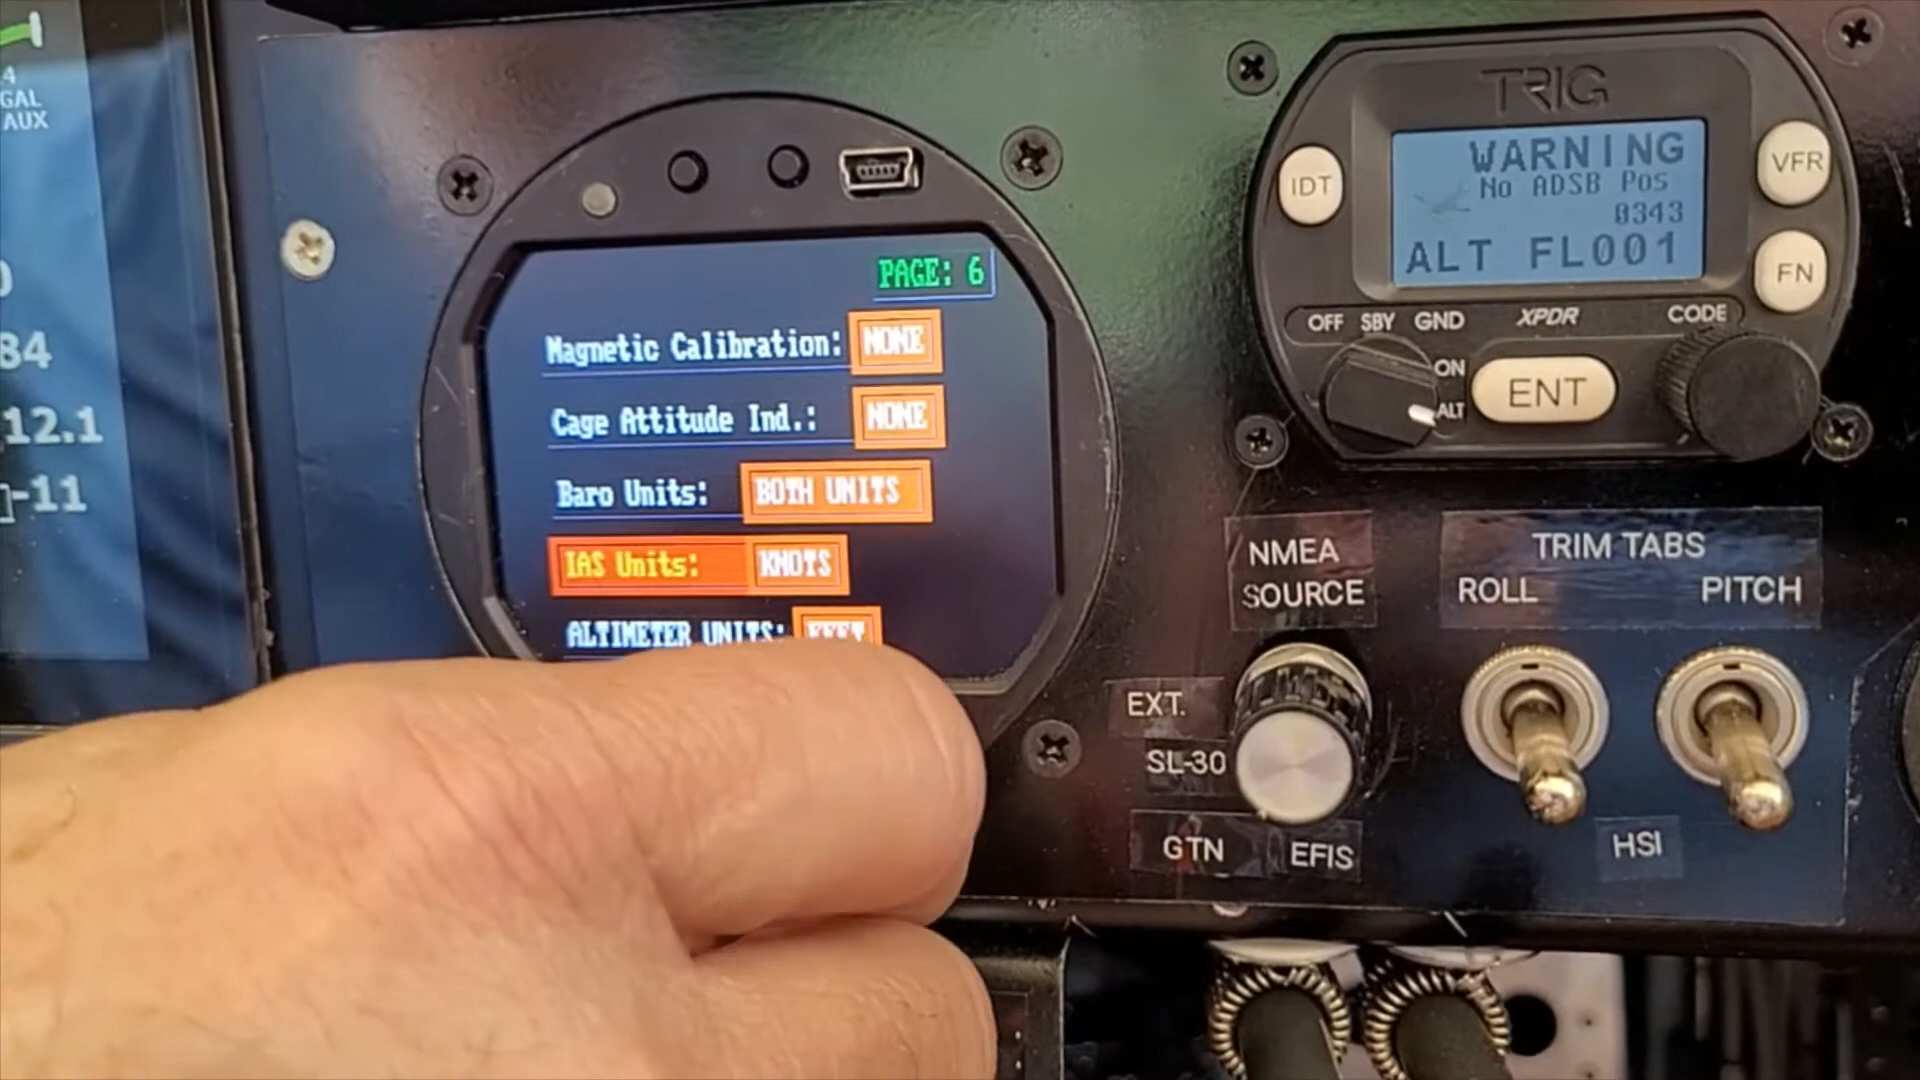 GAL
AUX
84
12.1
-11
PAGE: 6
Magnetic Calibration: NONE
Cage Attitude Ind.: NONE
Baro Units: BOTH UNITS
IAS Units: KNOTS
ALTIMETER UNITS: FEET
TRIG
WARNING
No ADSB Pos
0343
ALT FL001
IDT
VFR
FN
OFF SBY GND XPDR CODE
ON
ALT
ENT
NMEA
SOURCE
EXT.
SL-30
GTN EFIS
TRIM TABS
ROLL PITCH
HSI